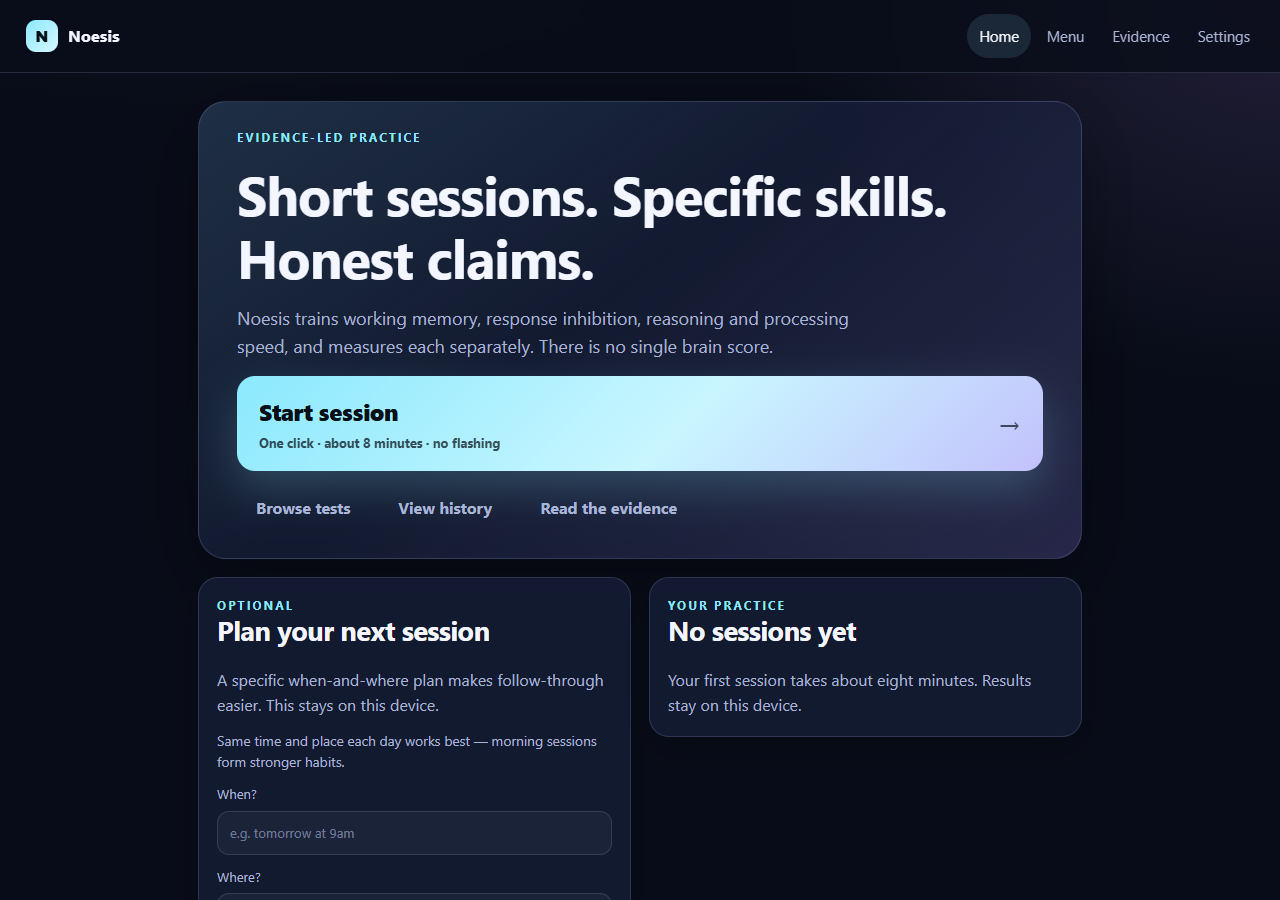 N Noesis
Home Menu Evidence Settings
EVIDENCE-LED PRACTICE
Short sessions. Specific skills.
Honest claims.
Noesis trains working memory, response inhibition, reasoning and processing
speed, and measures each separately. There is no single brain score.
Start session
One click · about 8 minutes · no flashing
→
Browse tests View history Read the evidence
OPTIONAL
Plan your next session
A specific when-and-where plan makes follow-through
easier. This stays on this device.
Same time and place each day works best — morning sessions
form stronger habits.
When?
e.g. tomorrow at 9am
Where?
YOUR PRACTICE
No sessions yet
Your first session takes about eight minutes. Results
stay on this device.